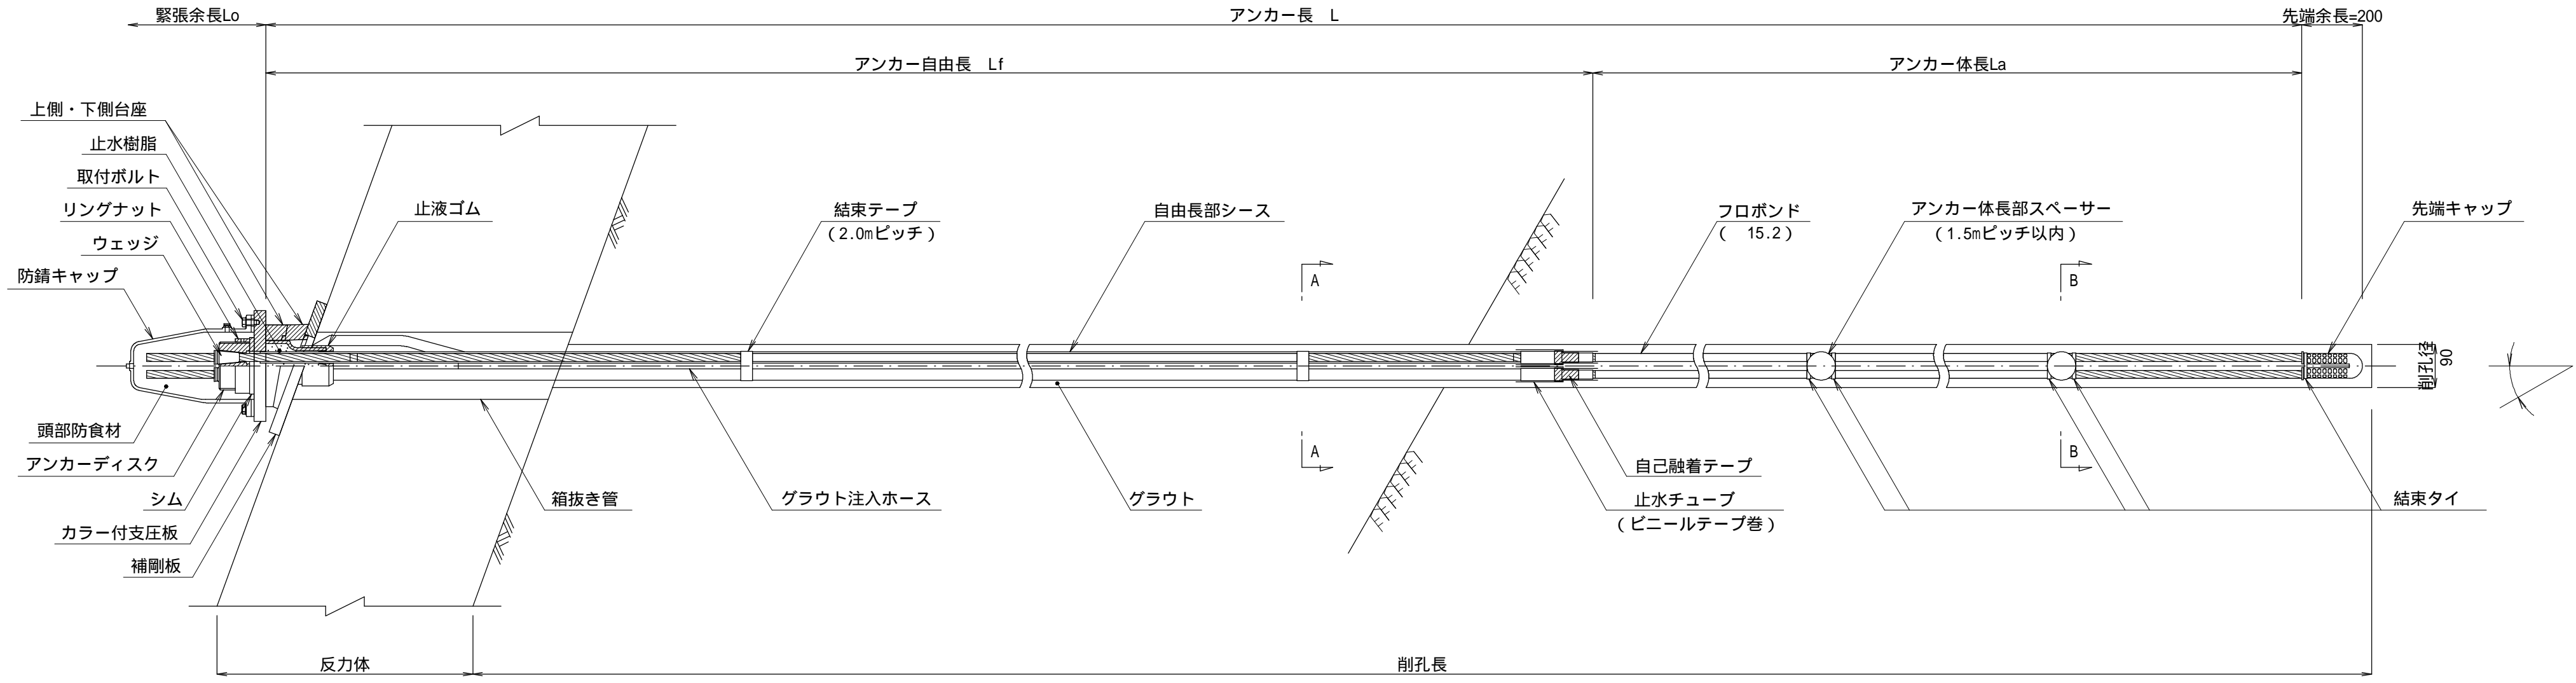 緊張余長Lo
アンカー長 L
先端余長=200
アンカー自由長 Lf
アンカー体長La
上側・下側台座
止水樹脂
取付ボルト
リングナット
ウェッジ
防錆キャップ
止液ゴム
結束テープ
(2.0mピッチ)
自由長部シース
フロボンド
( 15.2)
アンカー体長部スペーサー
(1.5mピッチ以内)
先端キャップ
A
B
削孔径
90
頭部防食材
アンカーディスク
シム
カラー付支圧板
補剛板
箱抜き管
グラウト注入ホース
グラウト
A
自己融着テープ
止水チューブ
(ビニールテープ巻)
B
結束タイ
反力体
削孔長